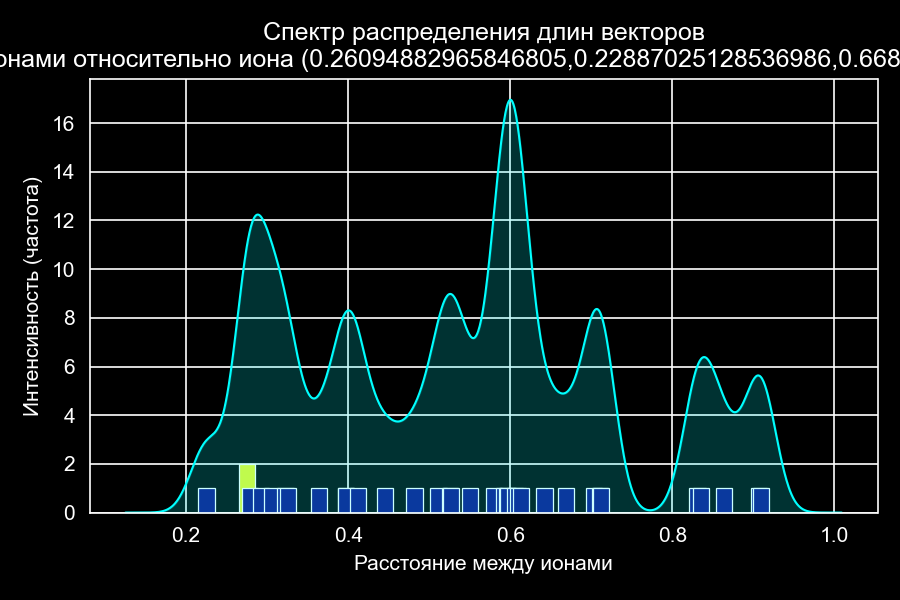 Спектр распределения длин векторов
онами относительно иона (0.26094882965846805,0.22887025128536986,0.668
Интенсивность (частота)
16
14
12
10
8
6
4
2
0
0.2 0.4 0.6 0.8 1.0
Расстояние между ионами